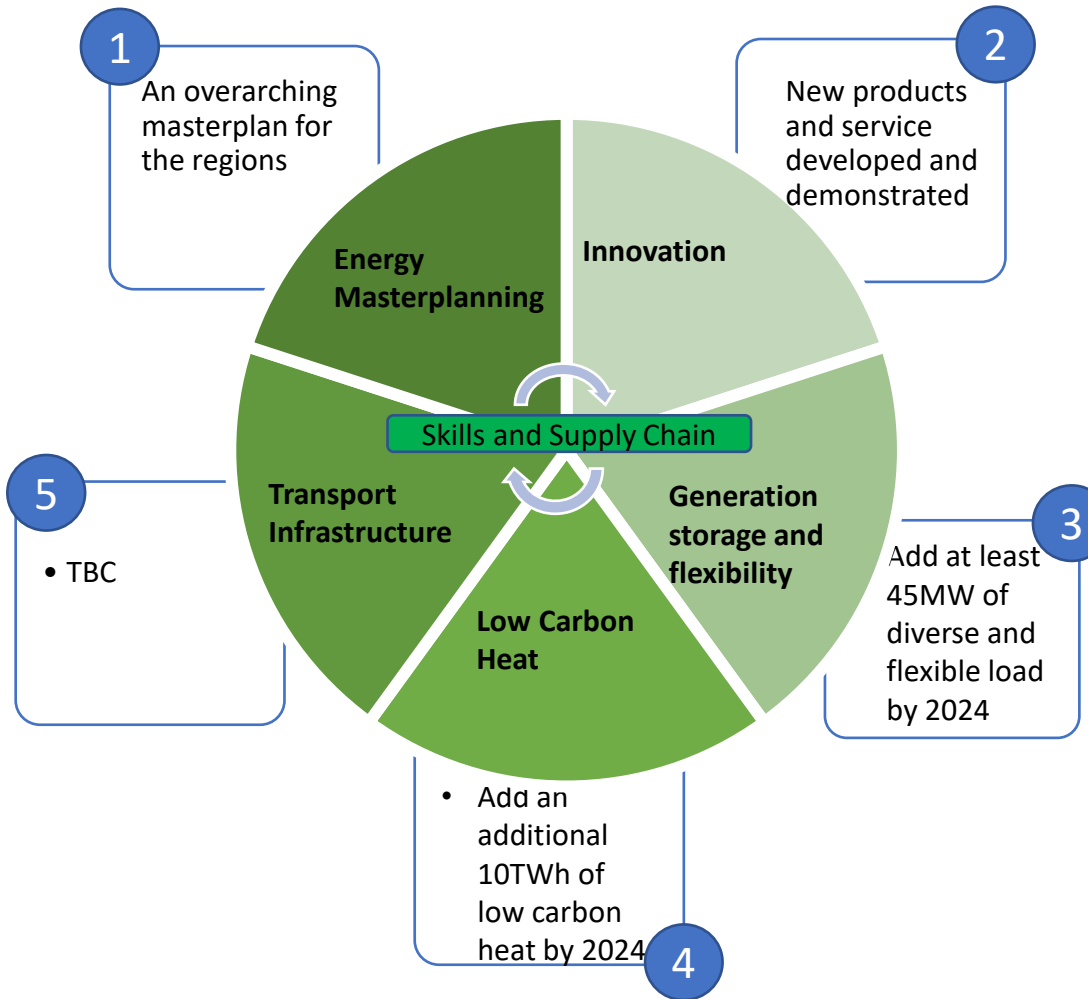 1
An overarching
masterplan for
the regions
2
New products
and service
developed and
demonstrated
Energy
Masterplanning
Innovation
Skills and Supply Chain
Transport
Infrastructure
Generation
storage and
flexibility
Low Carbon
Heat
3
Add at least
45MW of
diverse and
flexible load
by 2024
4
• Add an
additional
10TWh of
low carbon
heat by 2024
5
• TBC